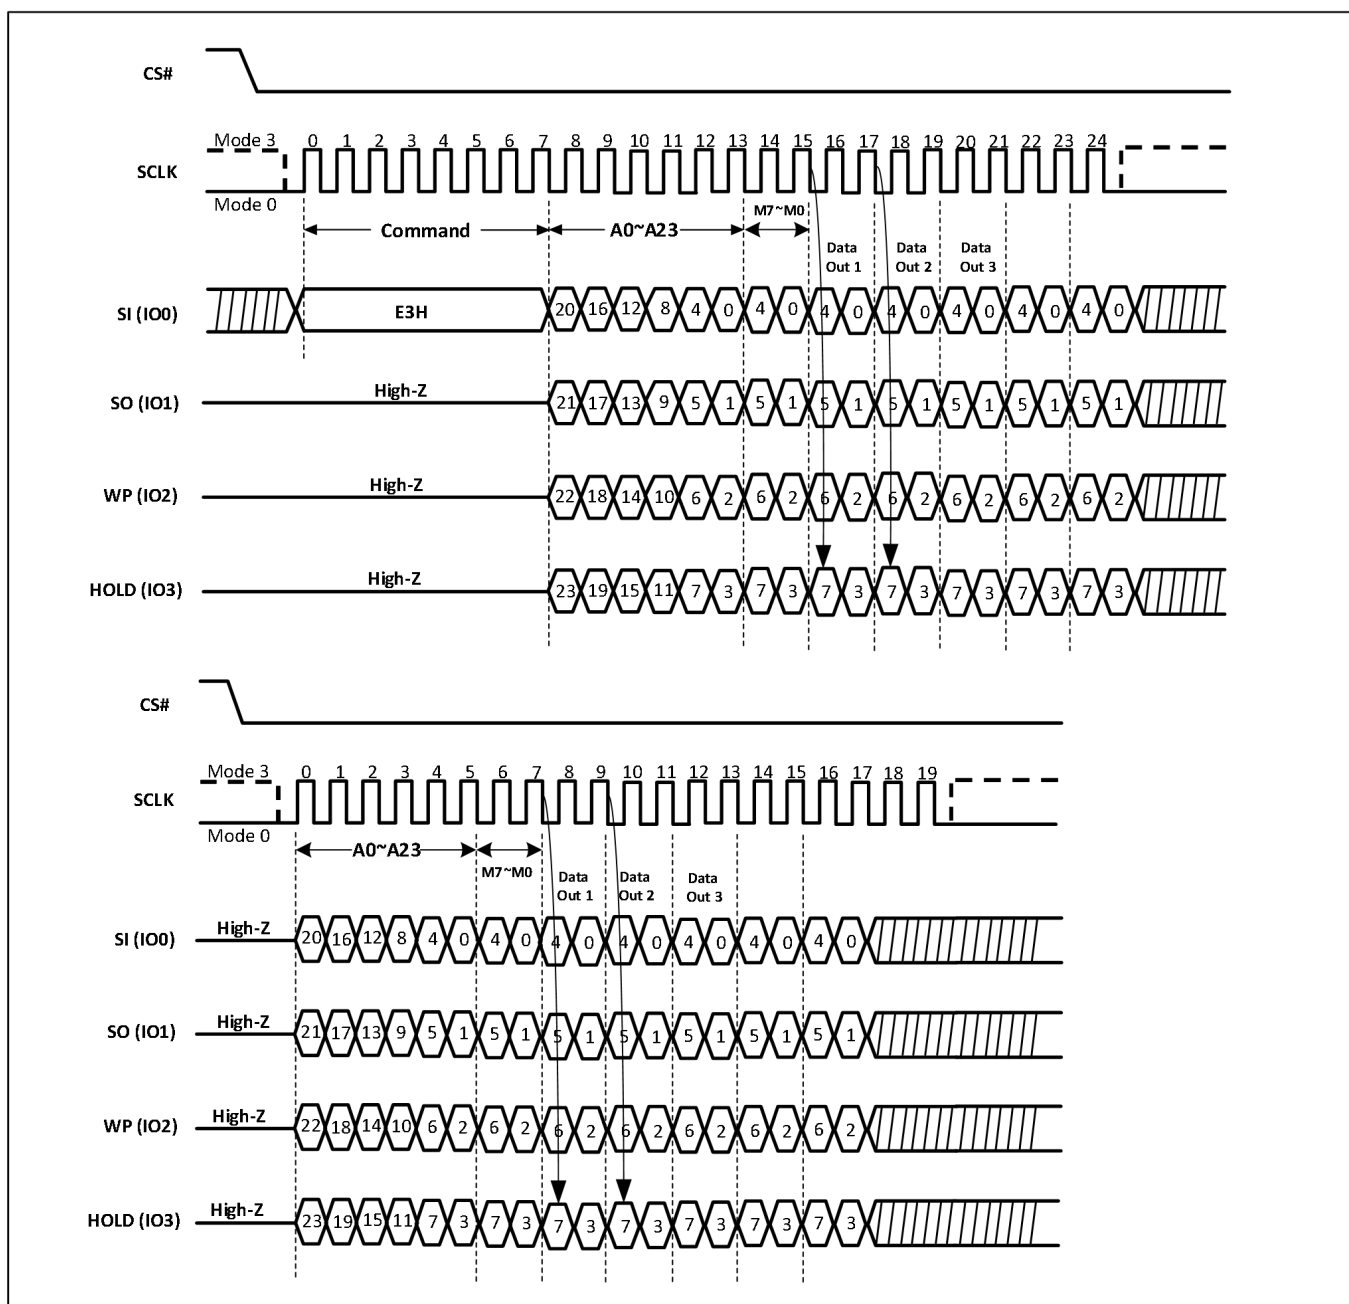 CS#
Mode 3 0 1 2 3 4 5 6 7 8 9 10 11 12 13 14 15 16 17 18 19 20 21 22 23 24
SCLK
Mode 0
Command A0~A23 M7~M0
Data Out 1 Data Out 2 Data Out 3
SI (IO0) E3H 20 16 12 8 4 0 4 0 4 0 4 0 4 0 4 0 4 0
SO (IO1) High-Z 21 17 13 9 5 1 5 1 5 1 5 1 5 1 5 1 5 1
WP (IO2) High-Z 22 18 14 10 6 2 6 2 6 2 6 2 6 2 6 2 6 2
HOLD (IO3) High-Z 23 19 15 11 7 3 7 3 7 3 7 3 7 3 7 3 7 3
CS#
Mode 3 0 1 2 3 4 5 6 7 8 9 10 11 12 13 14 15 16 17 18 19
SCLK
Mode 0
A0~A23 M7~M0
Data Out 1 Data Out 2 Data Out 3
SI (IO0) High-Z 20 16 12 8 4 0 4 0 4 0 4 0 4 0 4 0 4 0
SO (IO1) High-Z 21 17 13 9 5 1 5 1 5 1 5 1 5 1 5 1 5 1
WP (IO2) High-Z 22 18 14 10 6 2 6 2 6 2 6 2 6 2 6 2 6 2
HOLD (IO3) High-Z 23 19 15 11 7 3 7 3 7 3 7 3 7 3 7 3 7 3